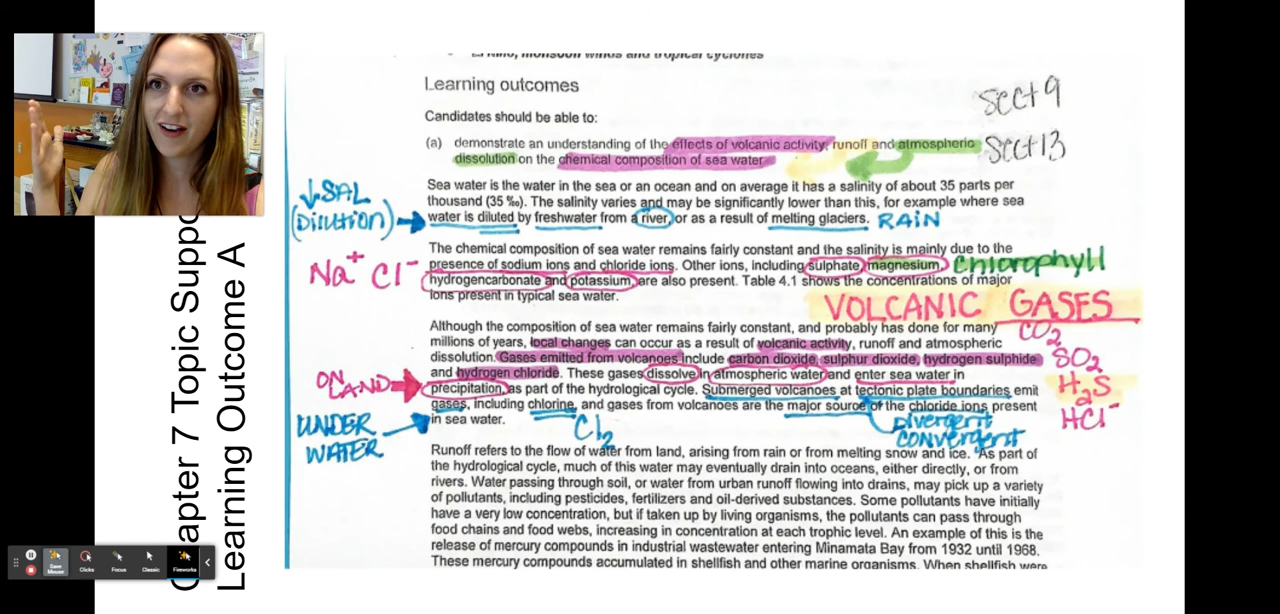 Chapter 7 Topic Suppo
Learning Outcome A
El Nino, monsoon winds and tropical cyclones
Learning outcomes
Sect 9
Candidates should be able to:
(a) demonstrate an understanding of the effects of volcanic activity, runoff and atmospheric
dissolution on the chemical composition of sea water.
Sect 13
Sea water is the water in the sea or an ocean and on average it has a salinity of about 35 parts per
thousand (35 ‰). The salinity varies and may be significantly lower than this, for example where sea
water is diluted by freshwater from a river, or as a result of melting glaciers. RAIN
↓SAL
(Dilution)
The chemical composition of sea water remains fairly constant and the salinity is mainly due to the
presence of sodium ions and chloride ions. Other ions, including sulphate, magnesium, Chlorophyll
hydrogencarbonate and potassium, are also present. Table 4.1 shows the concentrations of major
ions present in typical sea water.
Na+ Cl-
VOLCANIC GASES
Although the composition of sea water remains fairly constant, and probably has done for many
millions of years, local changes can occur as a result of volcanic activity, runoff and atmospheric
dissolution. Gases emitted from volcanoes include carbon dioxide, sulphur dioxide, hydrogen sulphide
and hydrogen chloride. These gases dissolve in atmospheric water and enter sea water in
precipitation, as part of the hydrological cycle. Submerged volcanoes at tectonic plate boundaries emit
gases, including chlorine, and gases from volcanoes are the major source of the chloride ions present
in sea water.
CO2
SO2
H2S
HCl-
ON LAND
UNDER
WATER
Cl2
Divergent
Convergent
Runoff refers to the flow of water from land, arising from rain or from melting snow and ice. As part of
the hydrological cycle, much of this water may eventually drain into oceans, either directly, or from
rivers. Water passing through soil, or water from urban runoff flowing into drains, may pick up a variety
of pollutants, including pesticides, fertilizers and oil-derived substances. Some pollutants have initially
have a very low concentration, but if taken up by living organisms, the pollutants can pass through
food chains and food webs, increasing in concentration at each trophic level. An example of this is the
release of mercury compounds in industrial wastewater entering Minamata Bay from 1932 until 1968.
These mercury compounds accumulated in shellfish and other marine organisms. When shellfish were
Save Mouse
Clicks
Focus
Classic
Fireworks